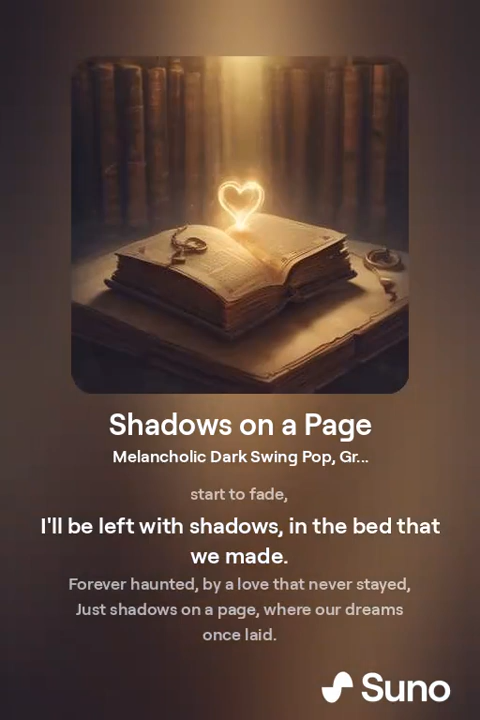 Shadows on a Page
Melancholic Dark Swing Pop, Gr...
start to fade,
I'll be left with shadows, in the bed that
we made.
Forever haunted, by a love that never stayed,
Just shadows on a page, where our dreams
once laid.
Suno